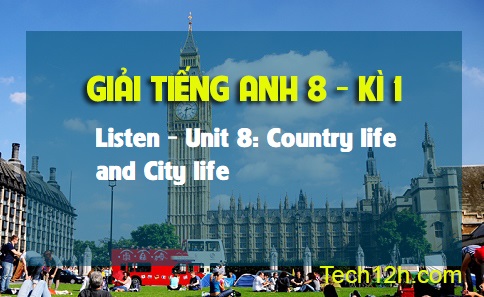 GIẢI TIẾNG ANH 8 - KÌ 1
Listen - Unit 8: Country life
and City life
Tech12h.com